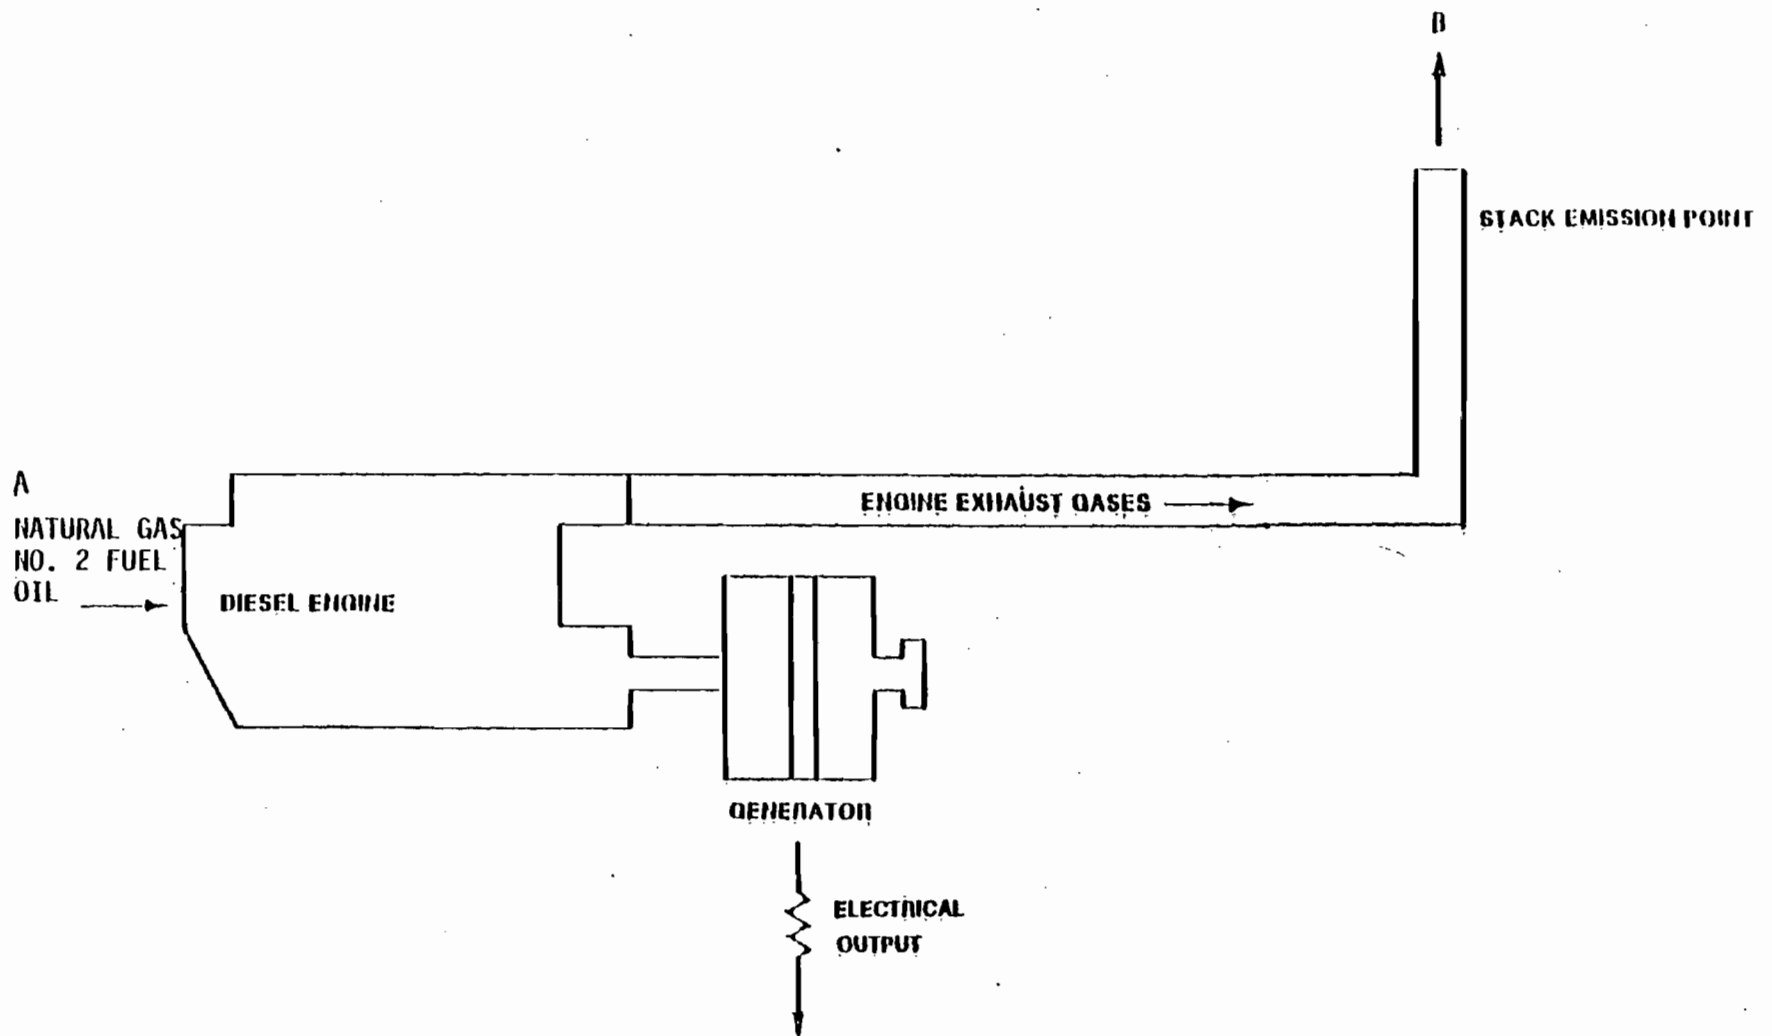 B
STACK EMISSION POINT
A
NATURAL GAS
NO. 2 FUEL
OIL
ENGINE EXHAUST GASES
DIESEL ENGINE
GENERATOR
ELECTRICAL
OUTPUT